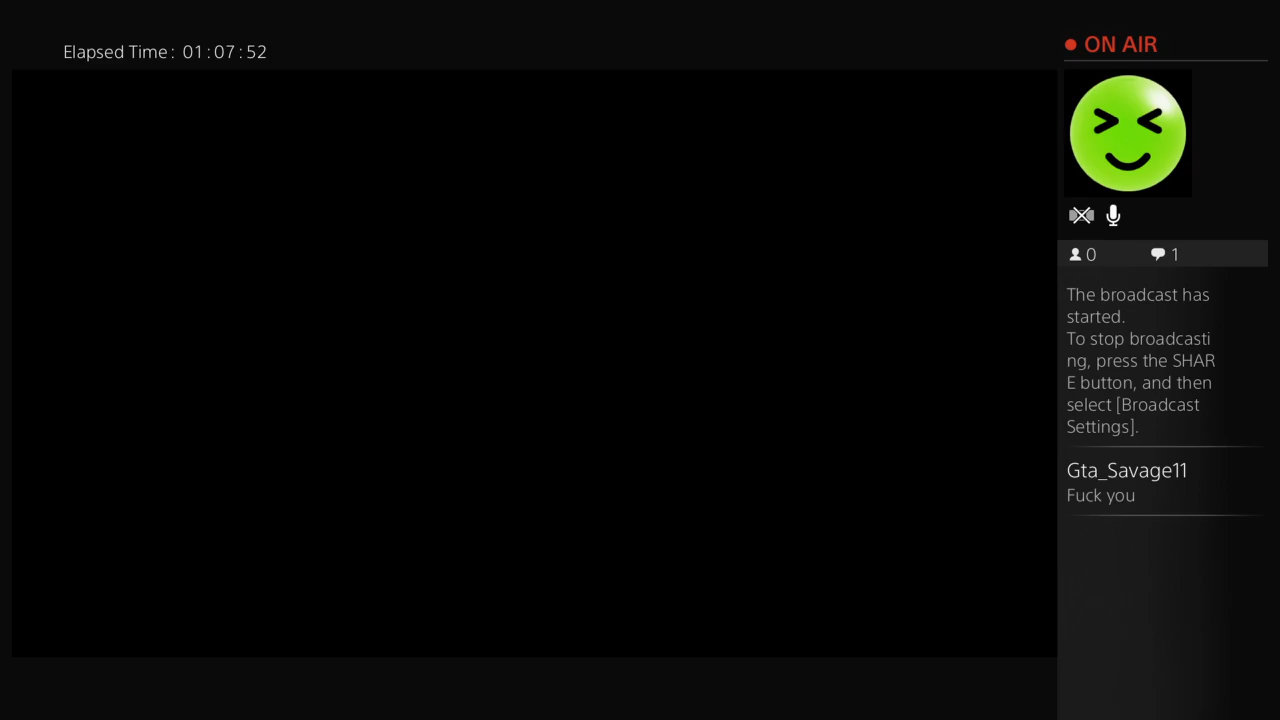 Elapsed Time: 01:07:52
ON AIR
0 1
The broadcast has
started.
To stop broadcasti
ng, press the SHAR
E button, and then
select [Broadcast
Settings].
Gta_Savage11
Fuck you